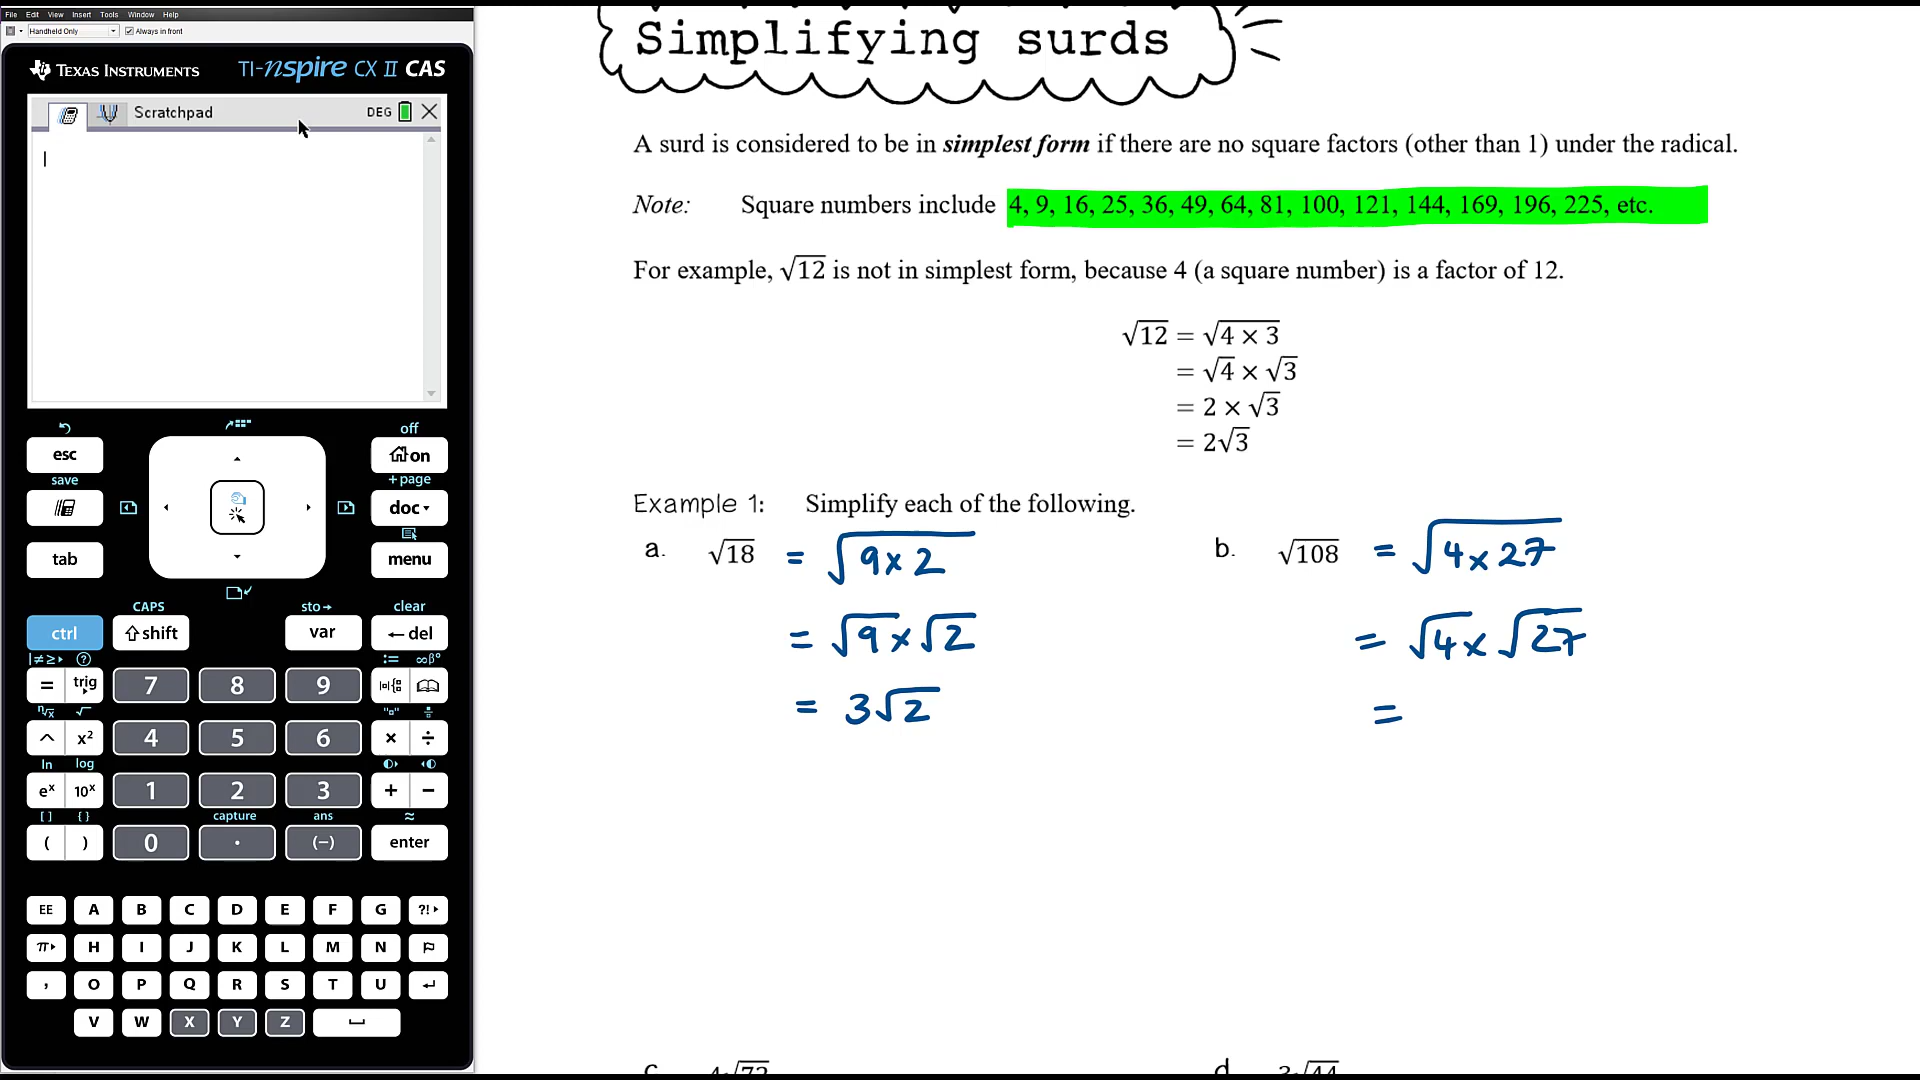 File Edit View Insert Tools Window Help
Handheld Only Always in front
TEXAS INSTRUMENTS TI-nspire CX II CAS
Scratchpad DEG
off
esc on
save + page
doc
tab menu
CAPS sto→ clear
ctrl ⇧shift var ← del
|≠≥▸ ? := ∞β°
= trig 7 8 9
ⁿ√x √ "▫"
^ x² 4 5 6 × ÷
ln log
eˣ 10ˣ 1 2 3 + −
[ ] { } capture ans ≈
( ) 0 . (−) enter
EE A B C D E F G ?!▸
π▸ H I J K L M N
, O P Q R S T U ↵
V W X Y Z
Simplifying surds
A surd is considered to be in simplest form if there are no square factors (other than 1) under the radical.
Note: Square numbers include 4, 9, 16, 25, 36, 49, 64, 81, 100, 121, 144, 169, 196, 225, etc.
For example, √12 is not in simplest form, because 4 (a square number) is a factor of 12.
√12 = √4 × 3
= √4 × √3
= 2 × √3
= 2√3
Example 1: Simplify each of the following.
a. √18 = √9 × 2
= √9 × √2
= 3√2
b. √108 = √4 × 27
= √4 × √27
=
c. 4√72
d. 3√44